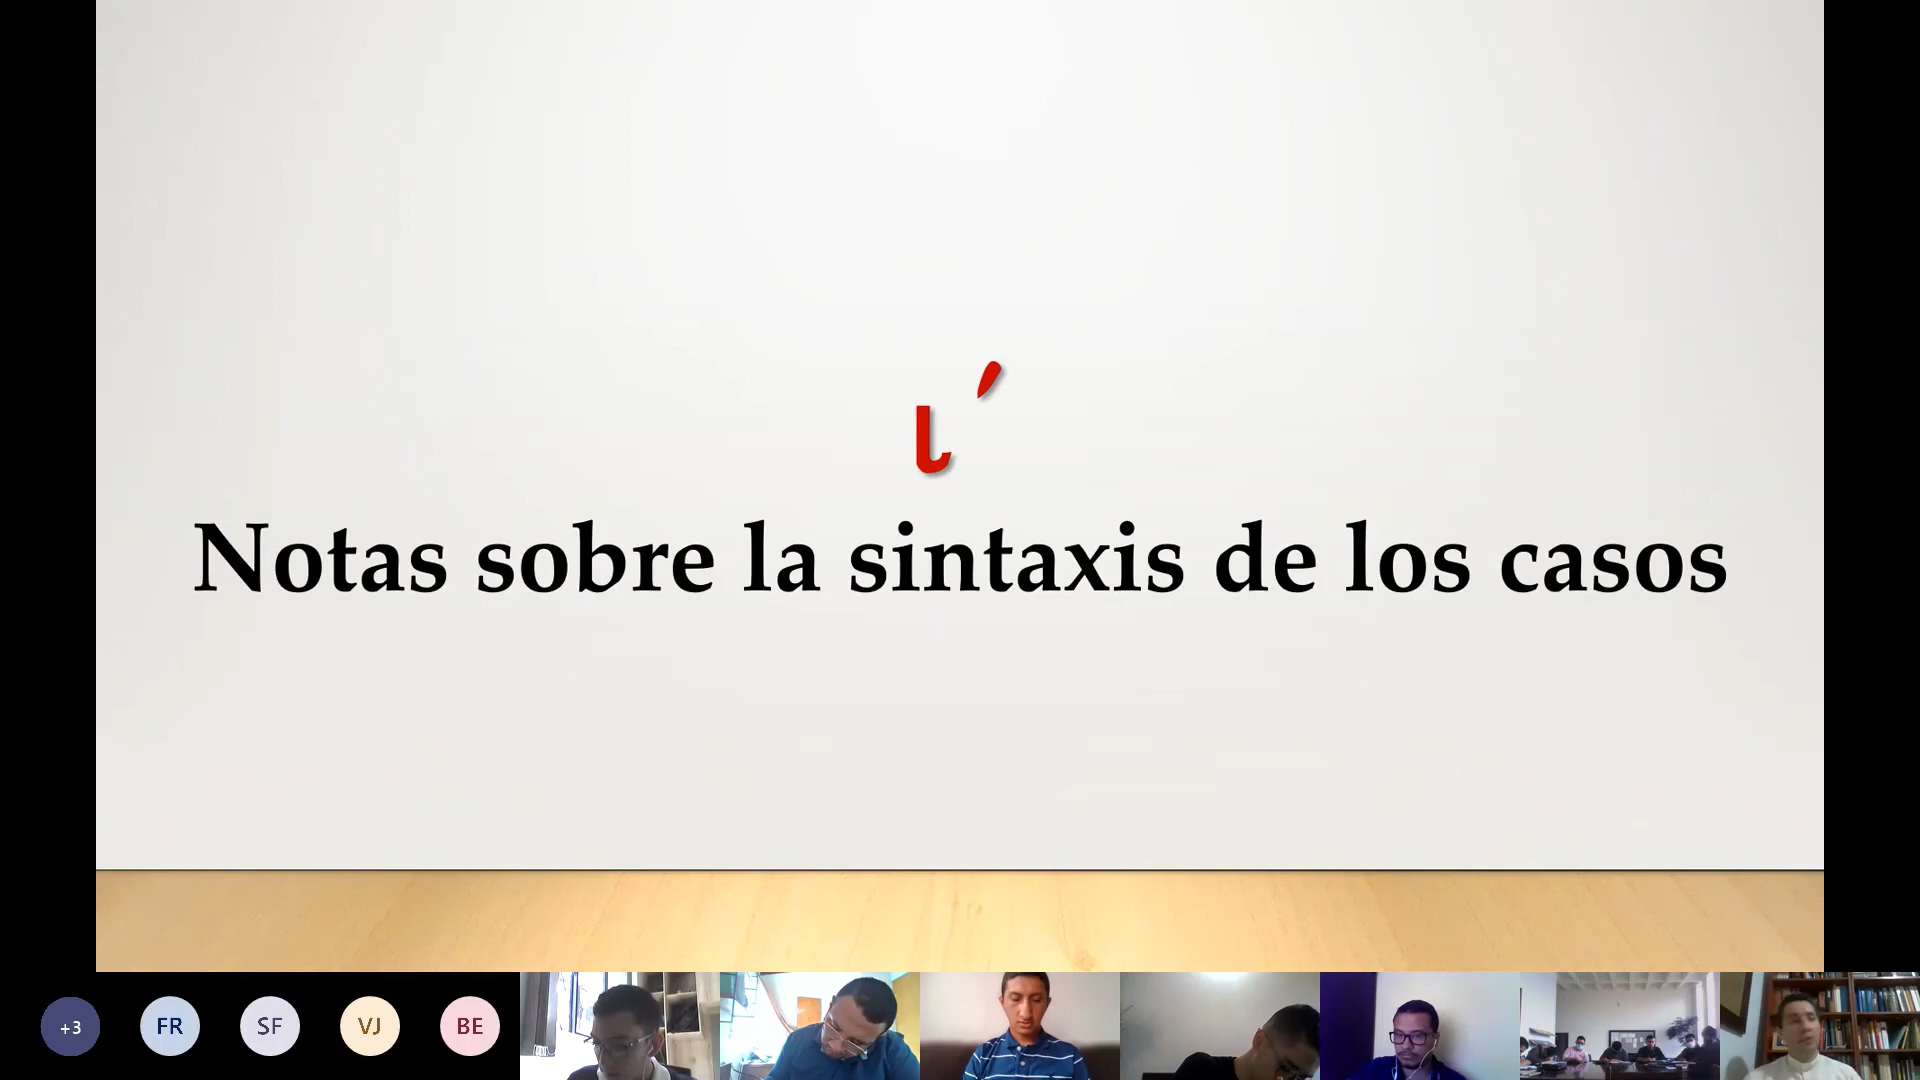 ι´
Notas sobre la sintaxis de los casos
+3 FR SF VJ BE